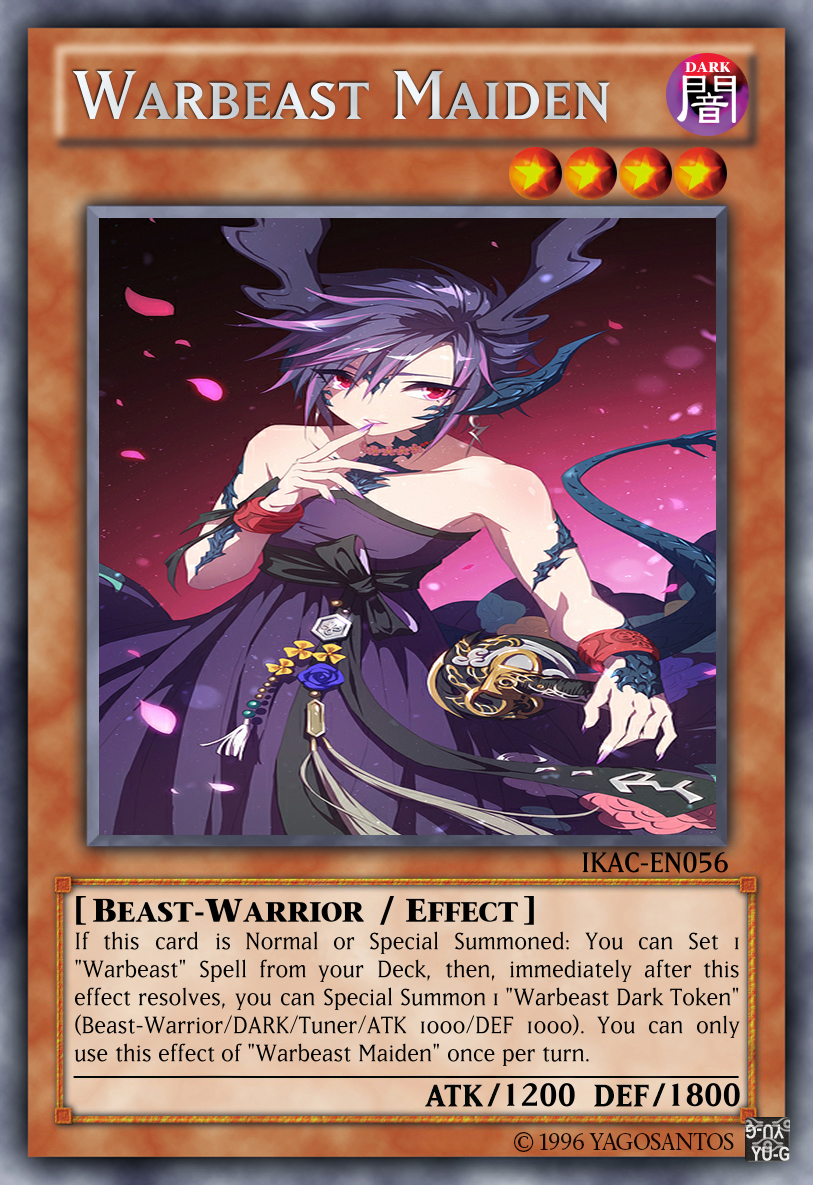 WARBEAST MAIDEN
DARK
闇
IKAC-EN056
[ BEAST-WARRIOR / EFFECT ]
If this card is Normal or Special Summoned: You can Set 1
"Warbeast" Spell from your Deck, then, immediately after this
effect resolves, you can Special Summon 1 "Warbeast Dark Token"
(Beast-Warrior/DARK/Tuner/ATK 1000/DEF 1000). You can only
use this effect of "Warbeast Maiden" once per turn.
ATK/1200 DEF/1800
© 1996 YAGOSANTOS
YU-G
YU-G